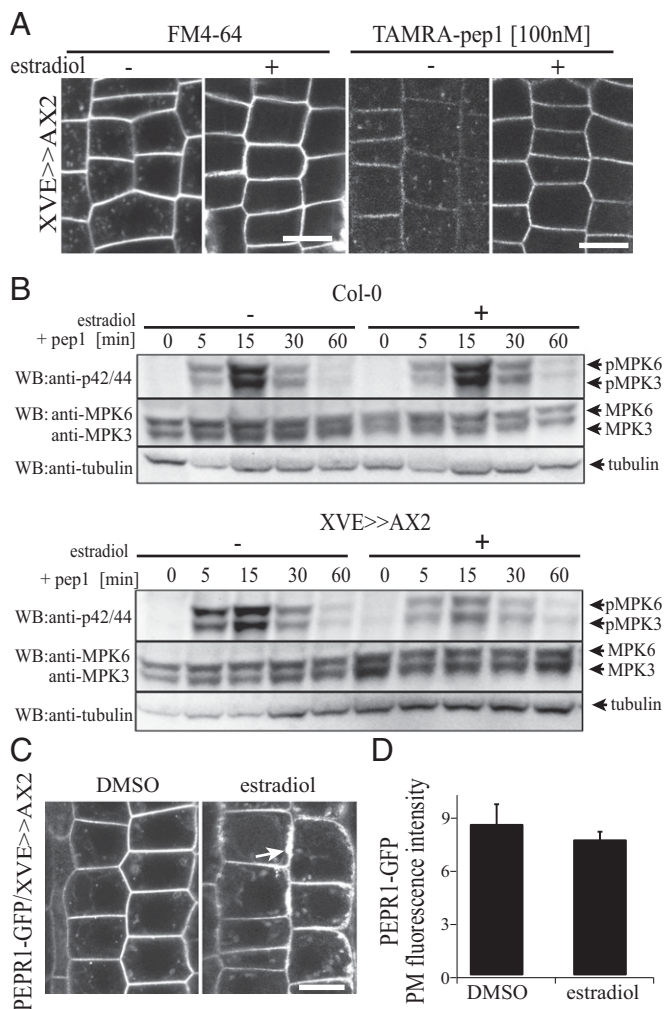 A
FM4-64
TAMRA-pep1 [100nM]
estradiol - + - +
XVE>>AX2
B
Col-0
estradiol - +
+ pep1 [min] 0 5 15 30 60 0 5 15 30 60
WB:anti-p42/44
pMPK6
pMPK3
WB: anti-MPK6
anti-MPK3
MPK6
MPK3
WB:anti-tubulin
tubulin
XVE>>AX2
estradiol - +
+ pep1 [min] 0 5 15 30 60 0 5 15 30 60
WB:anti-p42/44
pMPK6
pMPK3
WB:anti-MPK6
anti-MPK3
MPK6
MPK3
WB:anti-tubulin
tubulin
C
DMSO
estradiol
PEPR1-GFP/XVE>>AX2
D
PEPR1-GFP
PM fluorescence intensity
9
6
3
0
DMSO
estradiol